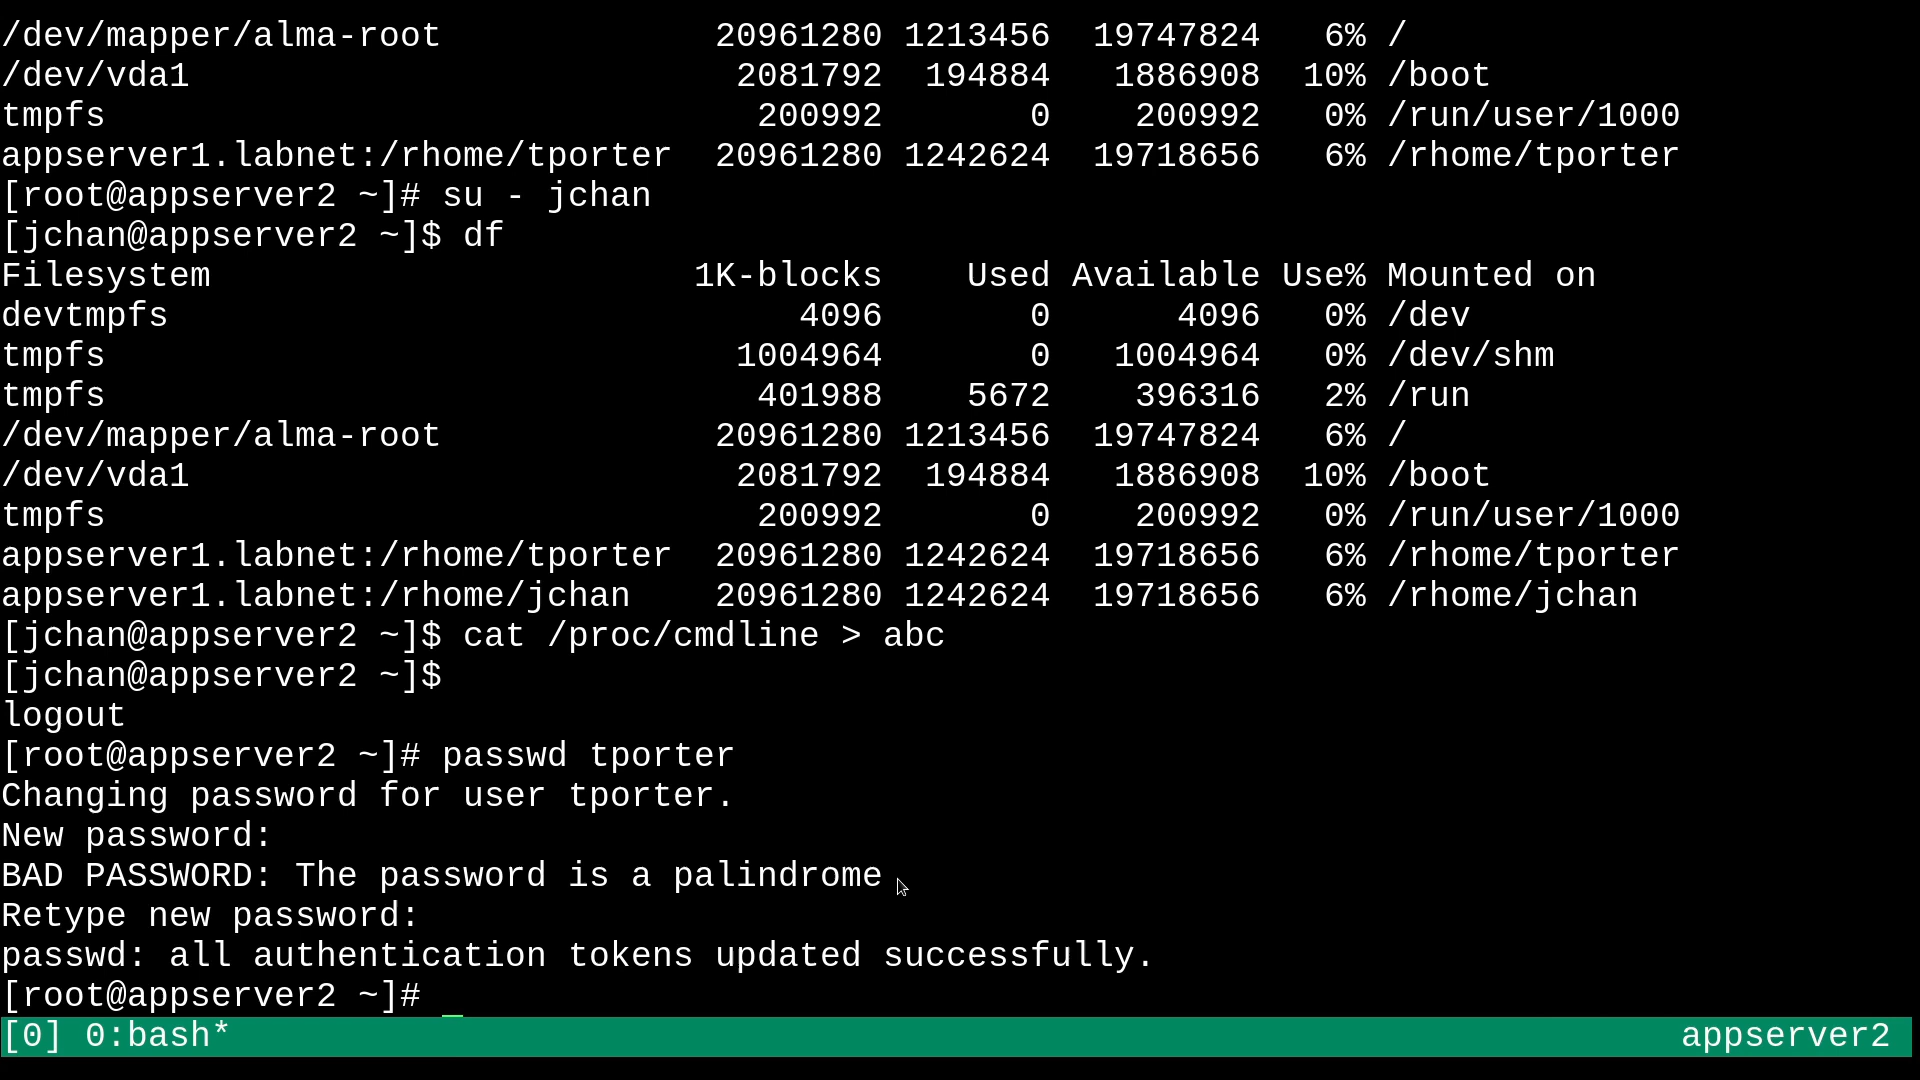 /dev/mapper/alma-root             20961280 1213456  19747824   6% /
/dev/vda1                          2081792  194884   1886908  10% /boot
tmpfs                               200992       0    200992   0% /run/user/1000
appserver1.labnet:/rhome/tporter  20961280 1242624  19718656   6% /rhome/tporter
[root@appserver2 ~]# su - jchan
[jchan@appserver2 ~]$ df
Filesystem                       1K-blocks    Used Available Use% Mounted on
devtmpfs                              4096       0      4096   0% /dev
tmpfs                              1004964       0   1004964   0% /dev/shm
tmpfs                               401988    5672    396316   2% /run
/dev/mapper/alma-root             20961280 1213456  19747824   6% /
/dev/vda1                          2081792  194884   1886908  10% /boot
tmpfs                               200992       0    200992   0% /run/user/1000
appserver1.labnet:/rhome/tporter  20961280 1242624  19718656   6% /rhome/tporter
appserver1.labnet:/rhome/jchan    20961280 1242624  19718656   6% /rhome/jchan
[jchan@appserver2 ~]$ cat /proc/cmdline > abc
[jchan@appserver2 ~]$
logout
[root@appserver2 ~]# passwd tporter
Changing password for user tporter.
New password:
BAD PASSWORD: The password is a palindrome
Retype new password:
passwd: all authentication tokens updated successfully.
[root@appserver2 ~]#
[0] 0:bash* appserver2